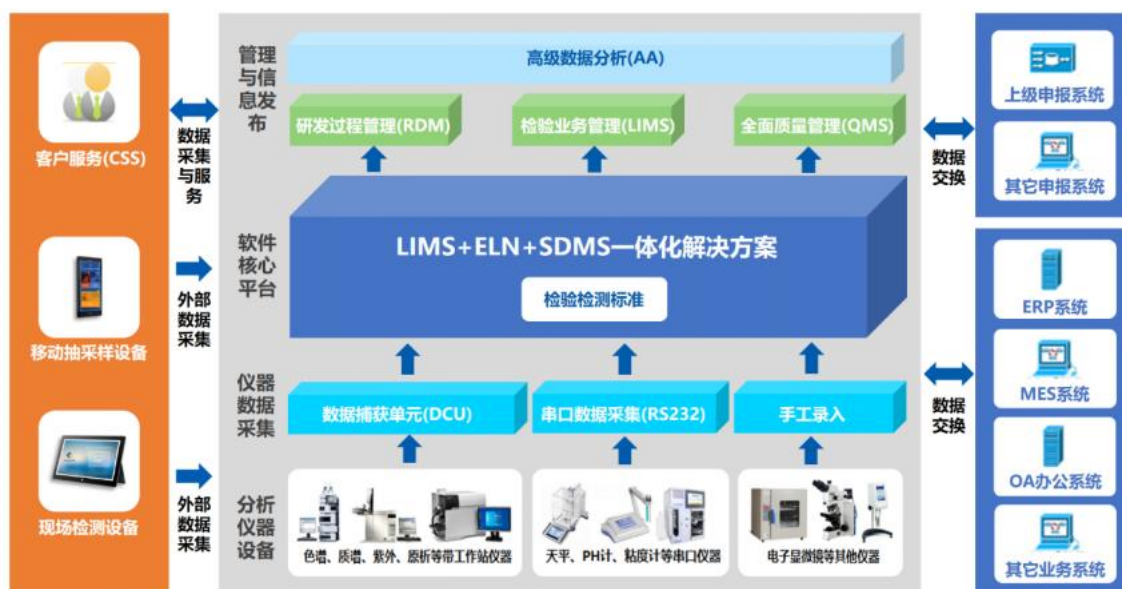 客户服务(CSS)
移动抽采样设备
现场检测设备
数据
采集
与服
务
外部
数据
采集
外部
数据
采集
管理
与信
息发
布
高级数据分析(AA)
研发过程管理(RDM)
检验业务管理(LIMS)
全面质量管理(QMS)
软件
核心
平台
LIMS+ELN+SDMS一体化解决方案
检验检测标准
仪器
数据
采集
数据捕获单元(DCU)
串口数据采集(RS232)
手工录入
分析
仪器
设备
色谱、质谱、紫外、原析等带工作站仪器
天平、PH计、粘度计等串口仪器
电子显微镜等其他仪器
数据
交换
数据
交换
上级申报系统
其它申报系统
ERP系统
MES系统
OA办公系统
其它业务系统